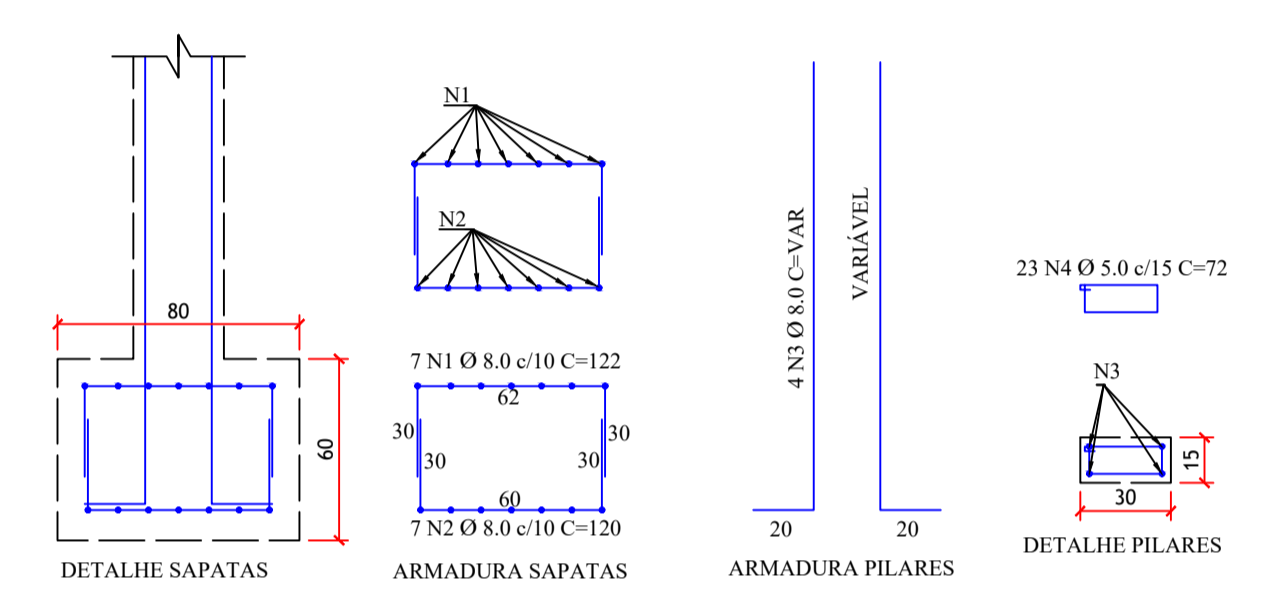 80
60
DETALHE SAPATAS
N1
N2
7 N1 Ø 8.0 c/10 C=122
62
30
30
30
30
60
7 N2 Ø 8.0 c/10 C=120
ARMADURA SAPATAS
4 N3 Ø 8.0 C=VAR
VARIÁVEL
20
20
ARMADURA PILARES
23 N4 Ø 5.0 c/15 C=72
N3
15
30
DETALHE PILARES